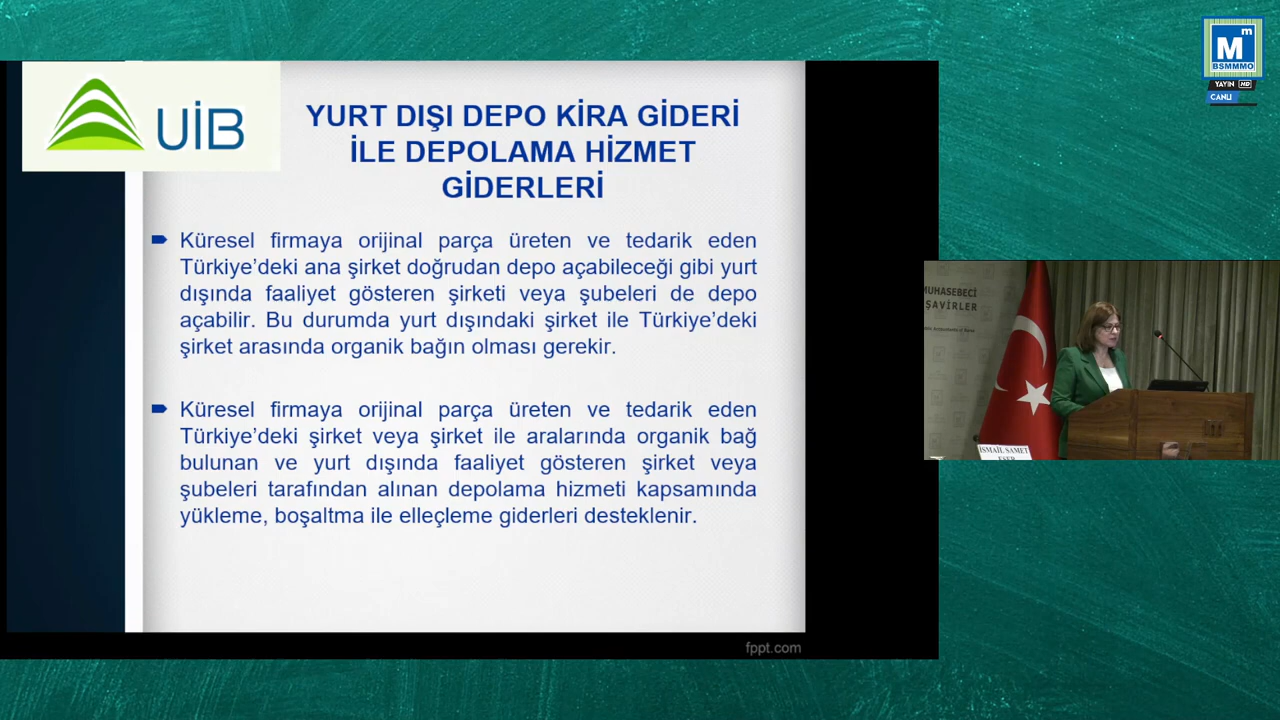 M m
BSMMMO
YAYIN HD
CANLI
UİB
YURT DIŞI DEPO KİRA GİDERİ
İLE DEPOLAMA HİZMET
GİDERLERİ
Küresel firmaya orijinal parça üreten ve tedarik eden
Türkiye’deki ana şirket doğrudan depo açabileceği gibi yurt
dışında faaliyet gösteren şirketi veya şubeleri de depo
açabilir. Bu durumda yurt dışındaki şirket ile Türkiye’deki
şirket arasında organik bağın olması gerekir.
Küresel firmaya orijinal parça üreten ve tedarik eden
Türkiye’deki şirket veya şirket ile aralarında organik bağ
bulunan ve yurt dışında faaliyet gösteren şirket veya
şubeleri tarafından alınan depolama hizmeti kapsamında
yükleme, boşaltma ile elleçleme giderleri desteklenir.
fppt.com
MUHASEBECİ
ŞAVİRLER
İSMAİL SAMET